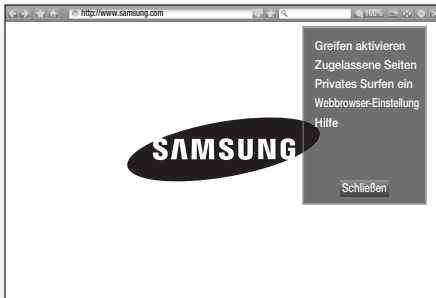 http://www.samsung.com
100%
Greifen aktivieren
Zugelassene Seiten
Privates Surfen ein
Webbrowser-Einstellung
Hilfe
SAMSUNG
Schließen